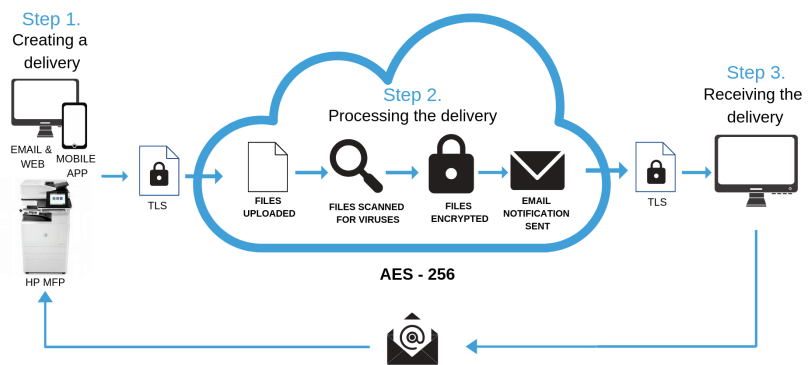 Step 1.
Creating a
delivery
EMAIL &
WEB
MOBILE
APP
HP MFP
TLS
Step 2.
Processing the delivery
FILES
UPLOADED
FILES SCANNED
FOR VIRUSES
FILES
ENCRYPTED
EMAIL
NOTIFICATION
SENT
AES - 256
TLS
Step 3.
Receiving the
delivery
@